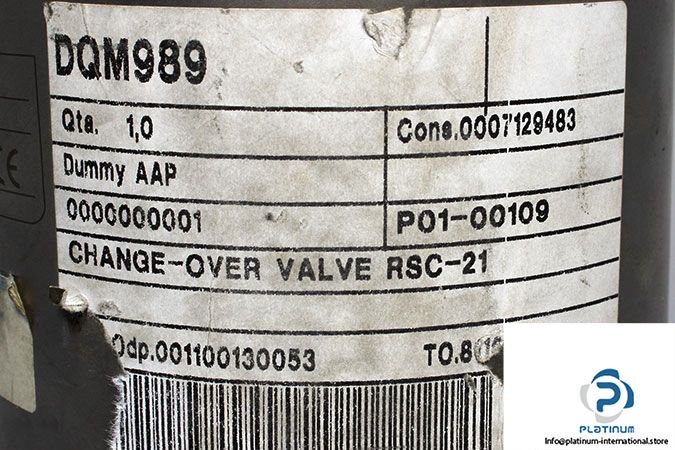 DQM989
Qta. 1,0 Cons.0007129483
Dummy AAP
0000000001 P01-00109
CHANGE-OVER VALVE RSC-21
Odp.001100130053
CE
PLATINUM
Info@platinum-international.store